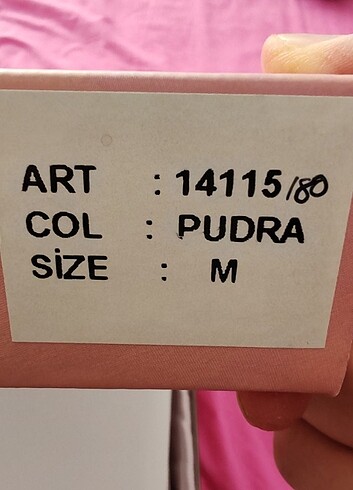 ART : 14115/80
COL : PUDRA
SİZE : M